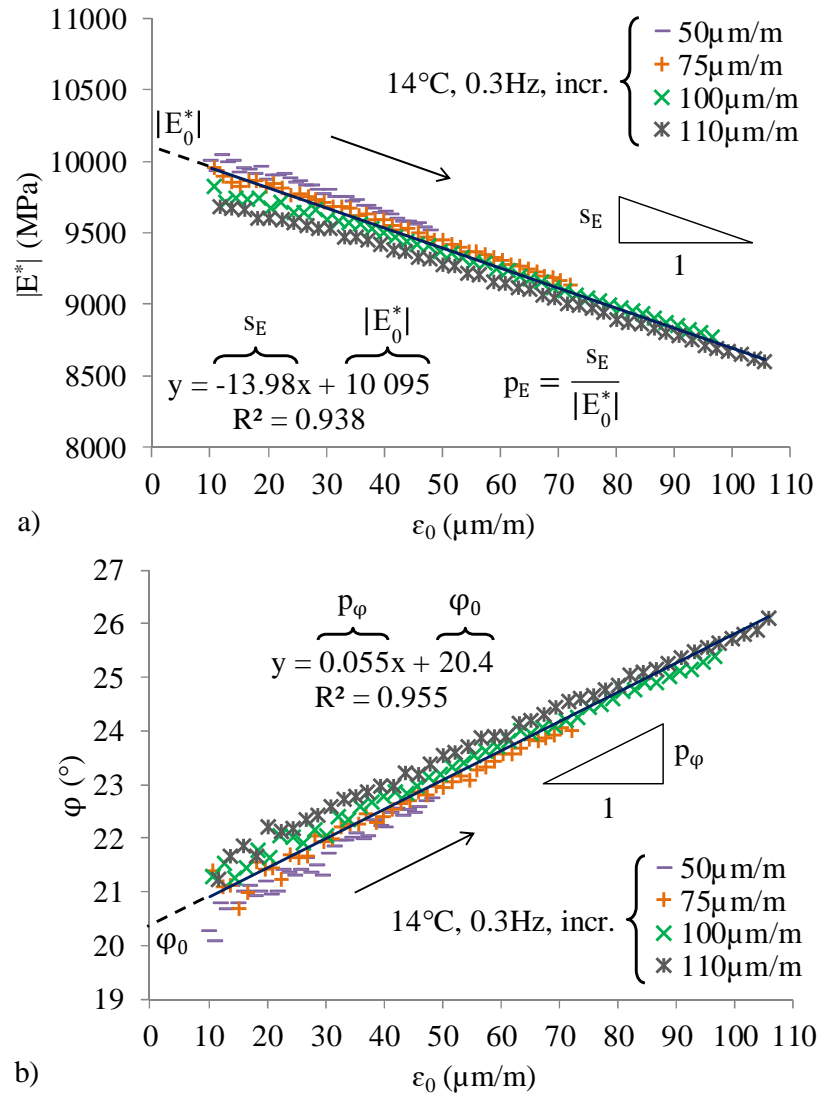 11000
10500
10000
9500
9000
8500
8000
|E*| (MPa)
|E*0|
14°C, 0.3Hz, incr.
50µm/m
75µm/m
100µm/m
110µm/m
sE
1
sE |E*0|
y = -13.98x + 10 095
R² = 0.938
pE = sE / |E*0|
0 10 20 30 40 50 60 70 80 90 100 110
ε0 (µm/m)
a)
27
26
25
24
23
22
21
20
19
φ (°)
pφ φ0
y = 0.055x + 20.4
R² = 0.955
pφ
1
14°C, 0.3Hz, incr.
50µm/m
75µm/m
100µm/m
110µm/m
φ0
0 10 20 30 40 50 60 70 80 90 100 110
ε0 (µm/m)
b)